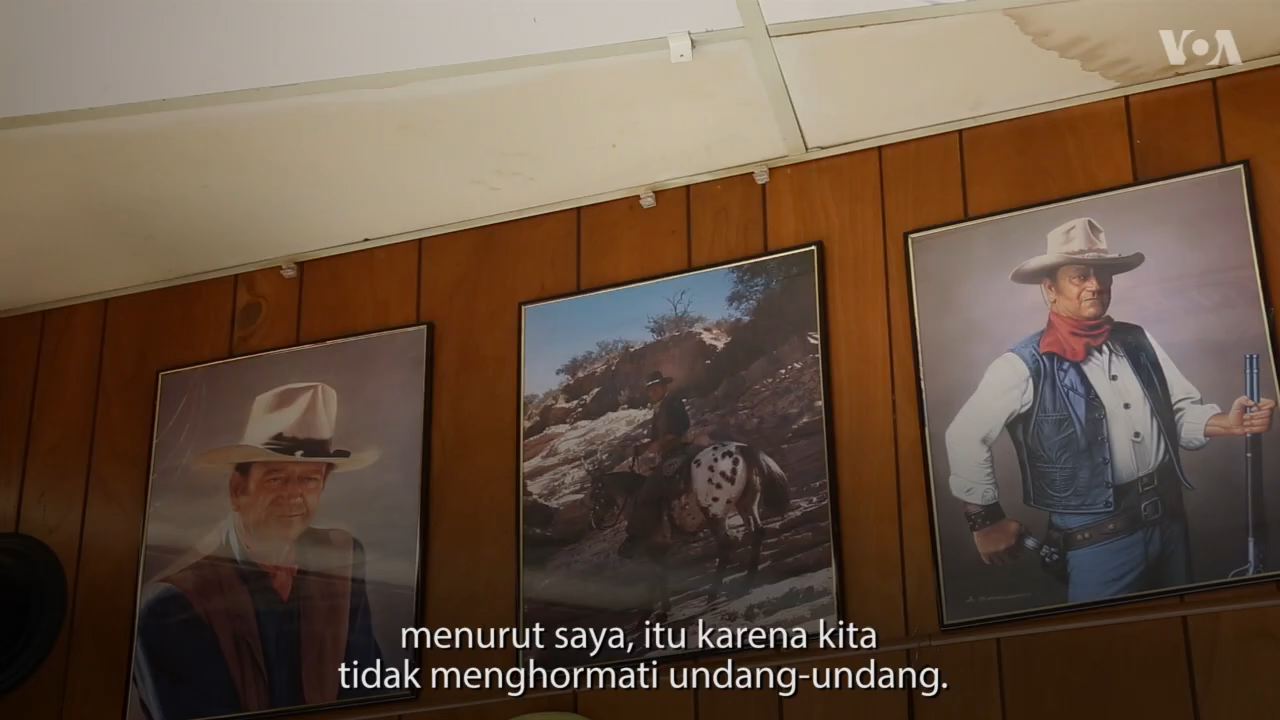 VOA
menurut saya, itu karena kita
tidak menghormati undang-undang.